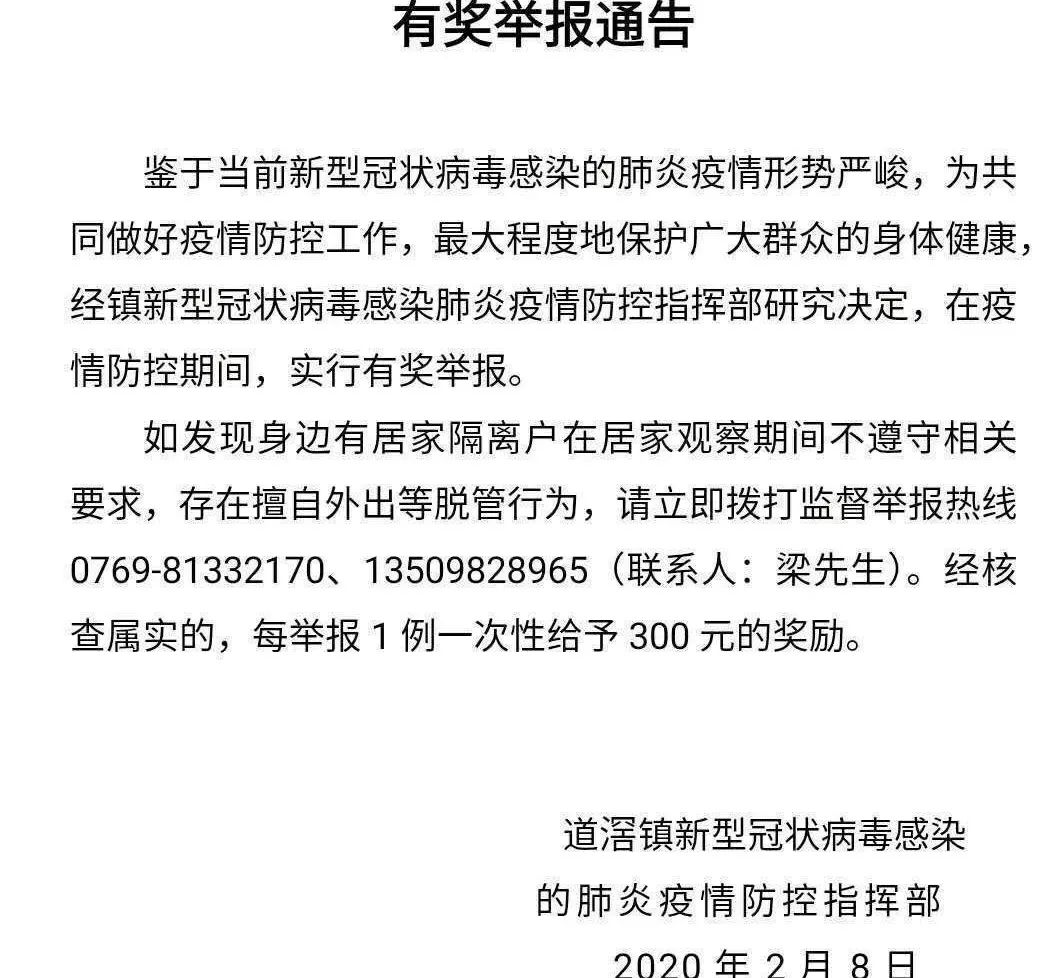 有奖举报通告
鉴于当前新型冠状病毒感染的肺炎疫情形势严峻，为共
同做好疫情防控工作，最大程度地保护广大群众的身体健康，
经镇新型冠状病毒感染肺炎疫情防控指挥部研究决定，在疫
情防控期间，实行有奖举报。
如发现身边有居家隔离户在居家观察期间不遵守相关
要求，存在擅自外出等脱管行为，请立即拨打监督举报热线
0769-81332170、13509828965（联系人：梁先生）。经核
查属实的，每举报 1 例一次性给予 300 元的奖励。
道滘镇新型冠状病毒感染
的肺炎疫情防控指挥部
2020 年 2 月 8 日